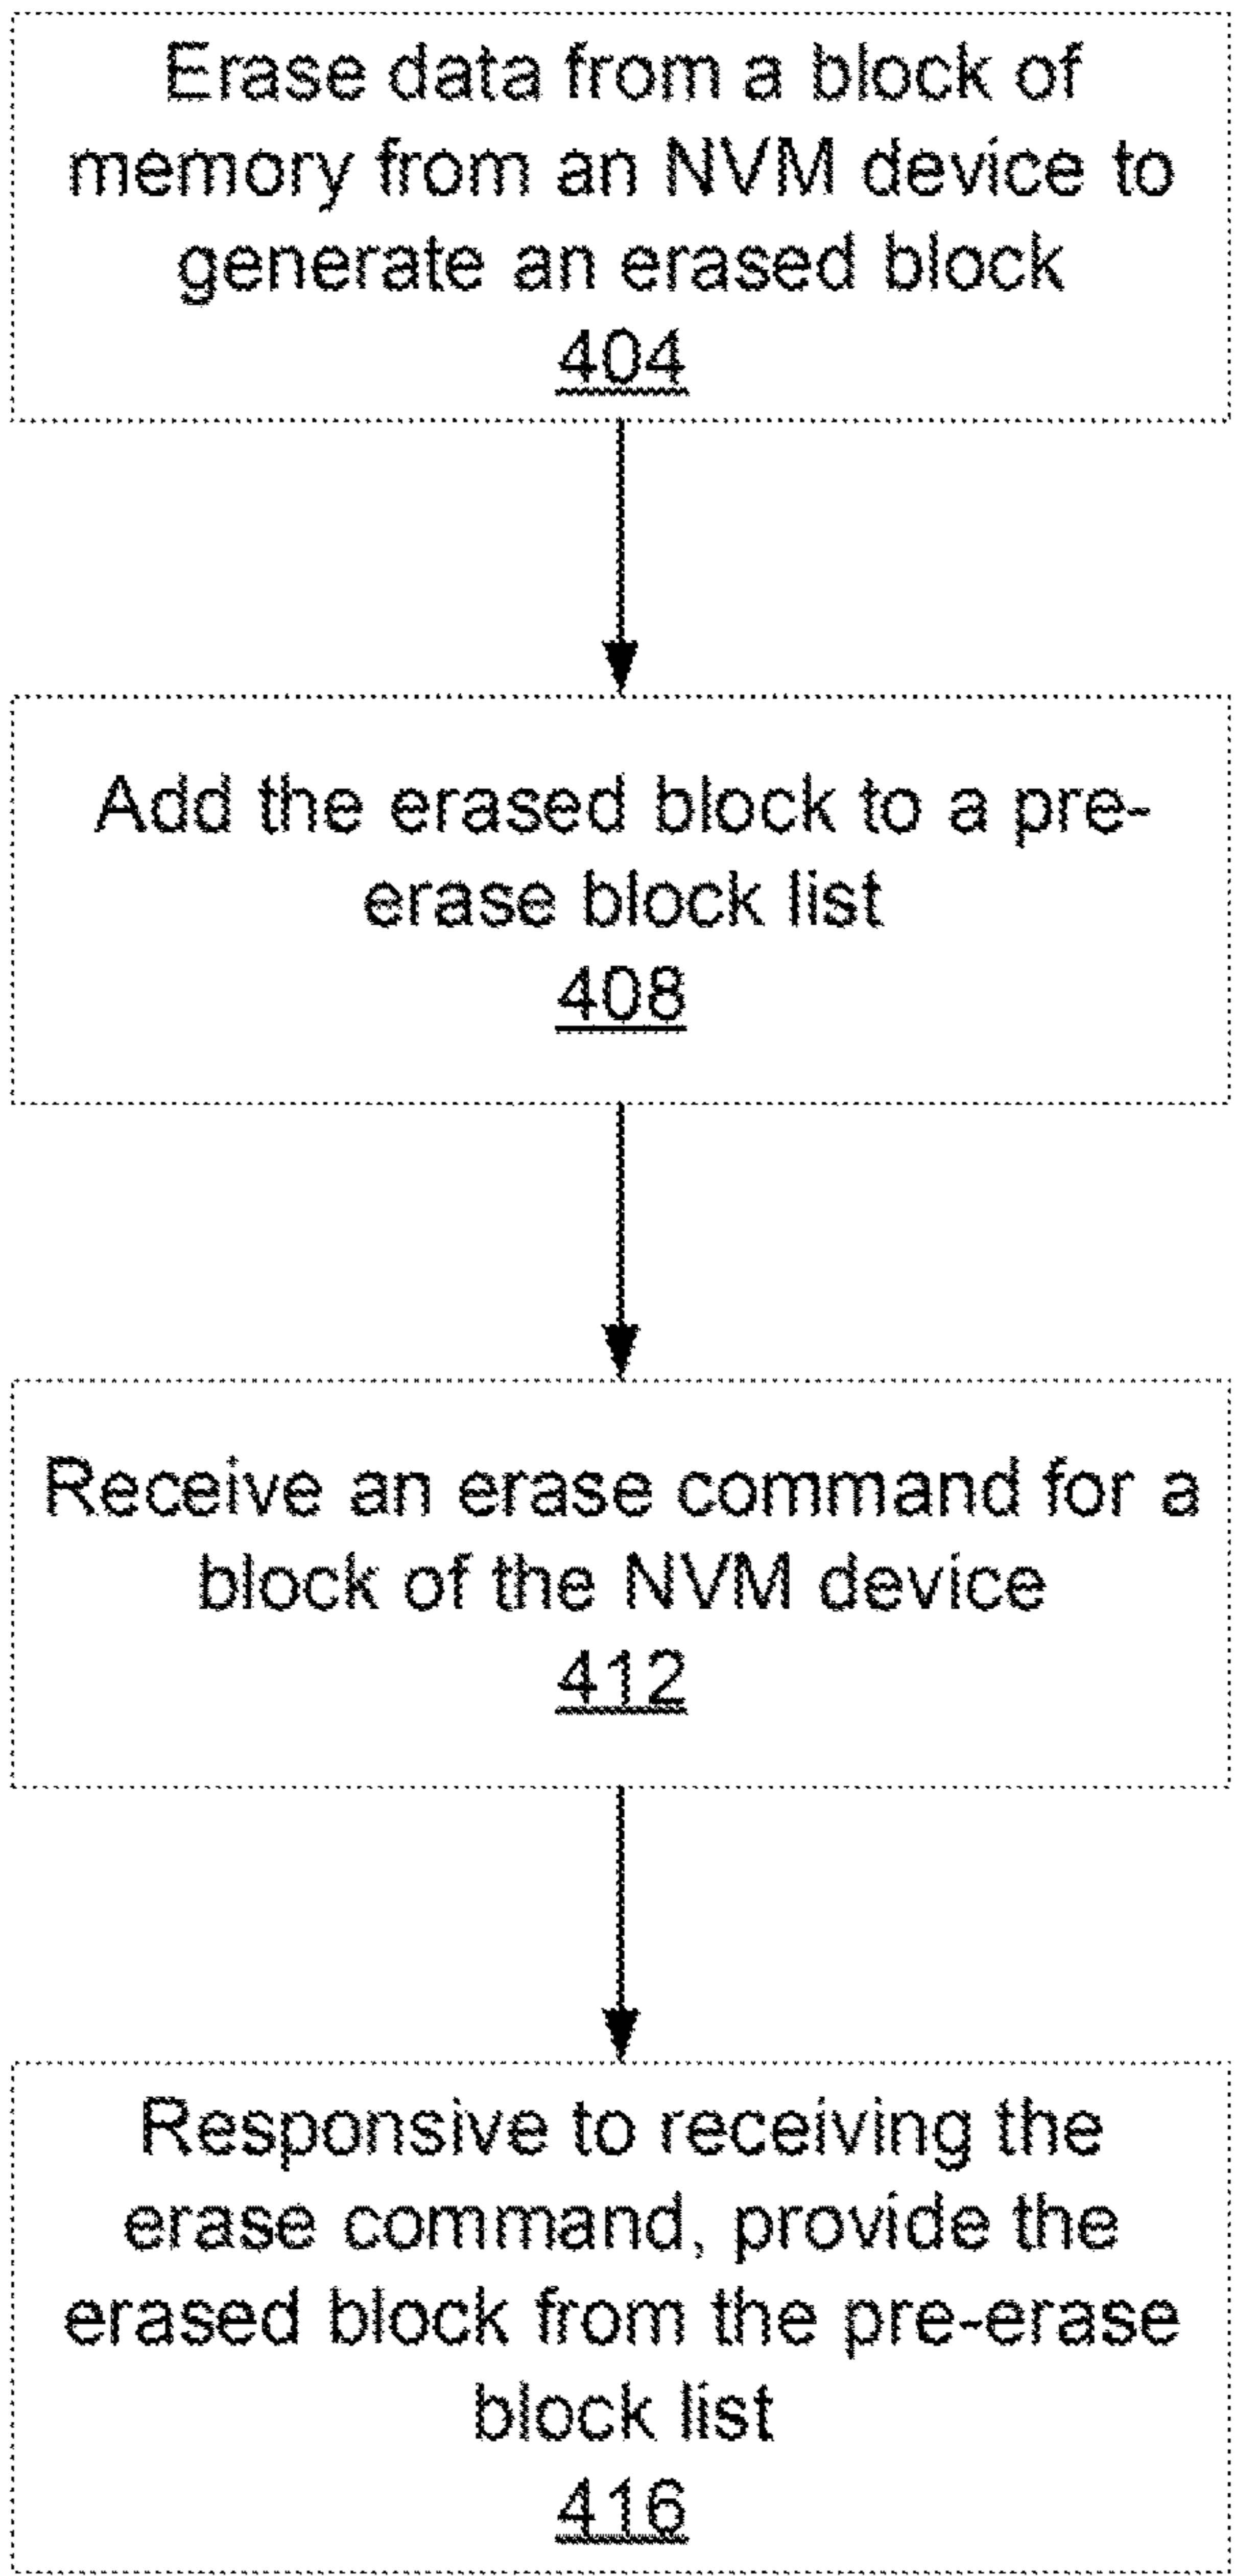 Erase data from a block of
memory from an NVM device to
generate an erased block
404
Add the erased block to a pre-
erase block list
408
Receive an erase command for a
block of the NVM device
412
Responsive to receiving the
erase command, provide the
erased block from the pre-erase
block list
416